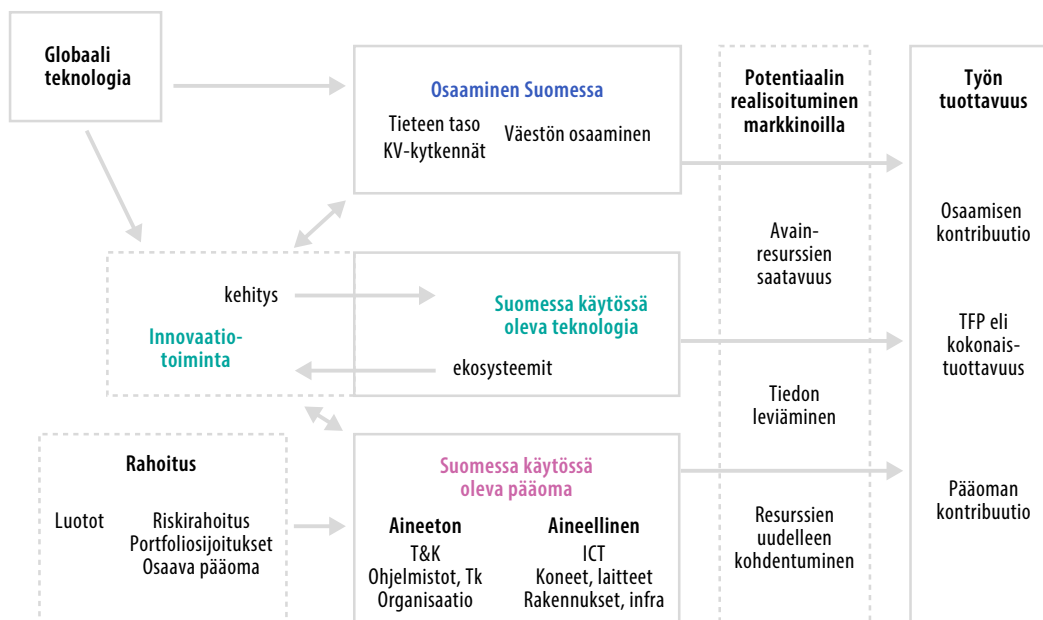 Globaali
teknologia
Osaaminen Suomessa
Tieteen taso
KV-kytkennät
Väestön osaaminen
Potentiaalin
realisoituminen
markkinoilla
Työn
tuottavuus
Avain-
resurssien
saatavuus
Osaamisen
kontribuutio
kehitys
Innovaatio-
toiminta
Suomessa käytössä
oleva teknologia
ekosysteemit
TFP eli
kokonais-
tuottavuus
Tiedon
leviäminen
Rahoitus
Luotot
Riskirahoitus
Portfoliosijoitukset
Osaava pääoma
Suomessa käytössä
oleva pääoma
Aineeton
T&K
Ohjelmistot, Tk
Organisaatio
Aineellinen
ICT
Koneet, laitteet
Rakennukset, infra
Resurssien
uudelleen
kohdentuminen
Pääoman
kontribuutio